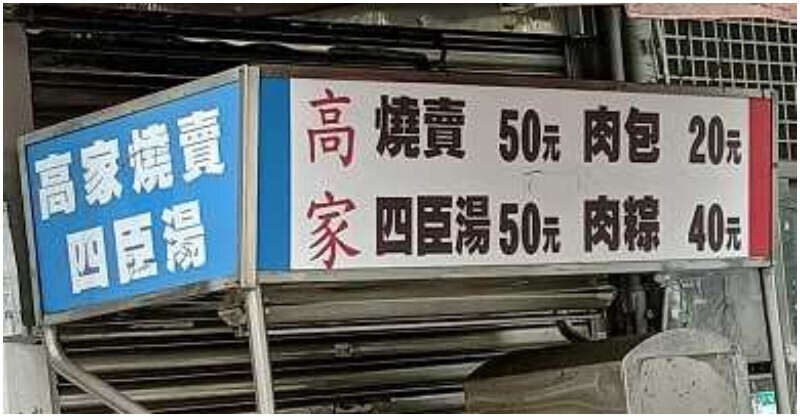 高家燒賣
四臣湯
高家
燒賣 50元 肉包 20元
四臣湯 50元 肉粽 40元